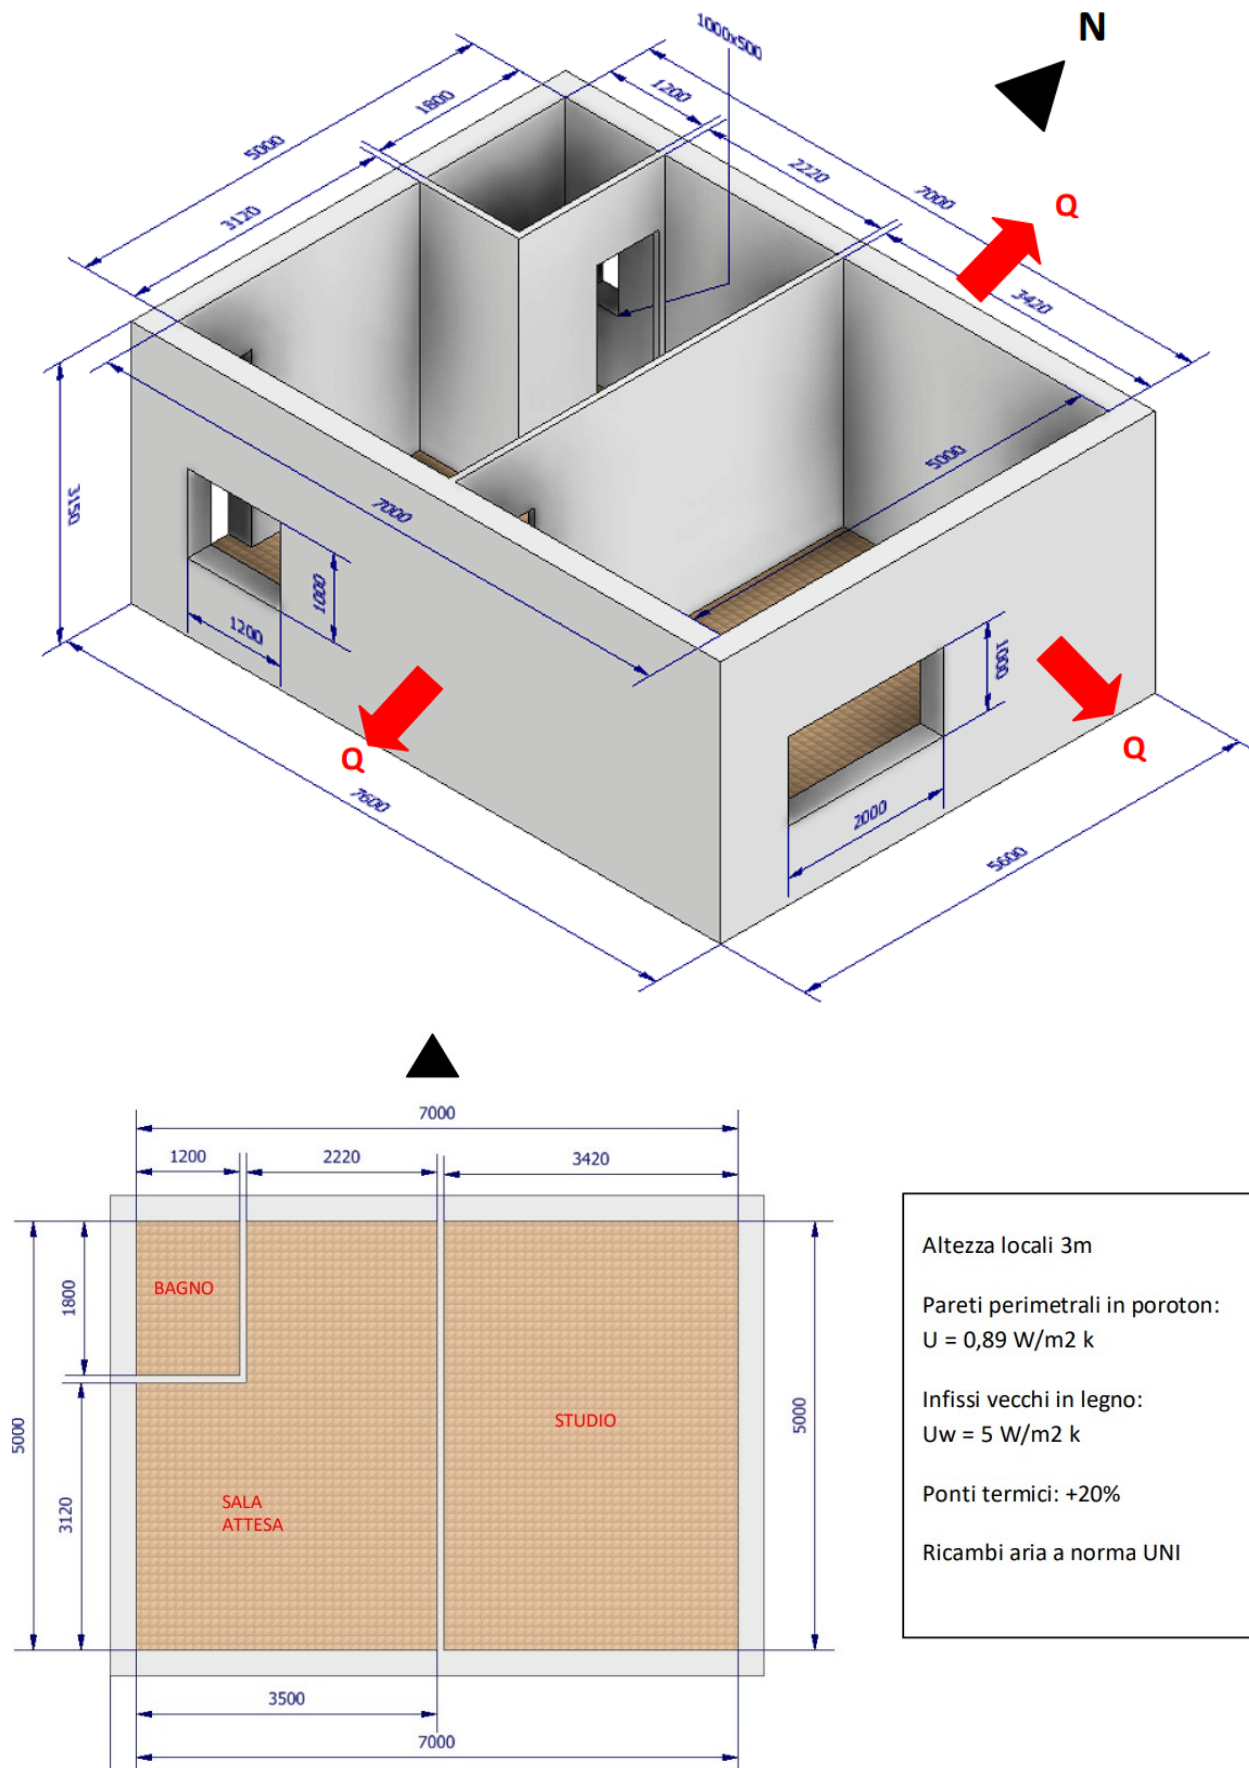 N
1000x500
1200
1800
5000
2220
7000
Q
3120
3420
5000
3150
7000
1000
1200
1000
Q
Q
2000
7600
5600
7000
1200
2220
3420
BAGNO
1800
5000
STUDIO
5000
3120
SALA
ATTESA
3500
7000
Altezza locali 3m
Pareti perimetrali in poroton:
U = 0,89 W/m2 k
Infissi vecchi in legno:
Uw = 5 W/m2 k
Ponti termici: +20%
Ricambi aria a norma UNI